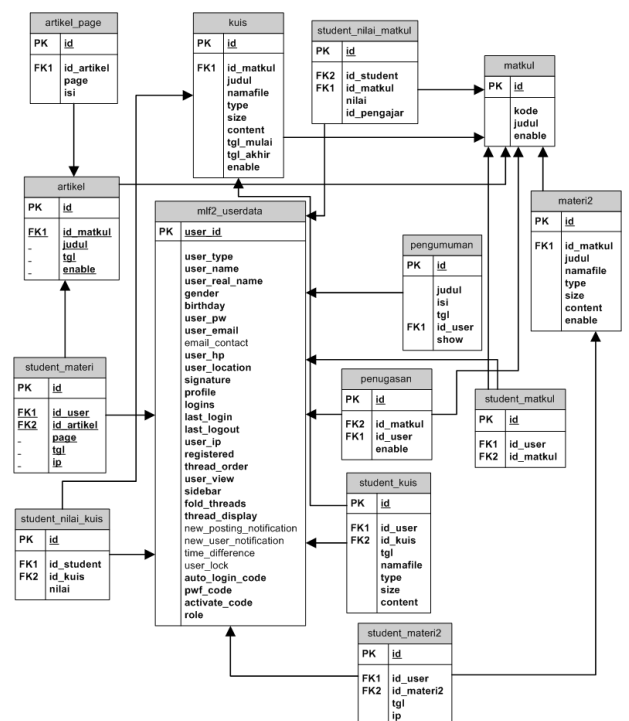 artikel_page
PK id
FK1 id_artikel
page
isi
kuis
PK id
FK1 id_matkul
judul
namafile
type
size
content
tgl_mulai
tgl_akhir
enable
student_nilai_matkul
PK id
FK2 id_student
FK1 id_matkul
nilai
id_pengajar
matkul
PK id
kode
judul
enable
artikel
PK id
FK1 id_matkul
_ judul
_ tgl
_ enable
mlf2_userdata
PK user_id
user_type
user_name
user_real_name
gender
birthday
user_pw
user_email
email_contact
user_hp
user_location
signature
profile
logins
last_login
last_logout
user_ip
registered
thread_order
user_view
sidebar
fold_threads
thread_display
new_posting_notification
new_user_notification
time_difference
user_lock
auto_login_code
pwf_code
activate_code
role
pengumuman
PK id
judul
isi
tgl
FK1 id_user
show
materi2
PK id
FK1 id_matkul
judul
namafile
type
size
content
enable
student_materi
PK id
FK1 id_user
FK2 id_artikel
_ page
_ tgl
_ ip
penugasan
PK id
FK2 id_matkul
FK1 id_user
enable
student_matkul
PK id
FK1 id_user
FK2 id_matkul
student_nilai_kuis
PK id
FK1 id_student
FK2 id_kuis
nilai
student_kuis
PK id
FK1 id_user
FK2 id_kuis
tgl
namafile
type
size
content
student_materi2
PK id
FK1 id_user
FK2 id_materi2
tgl
ip